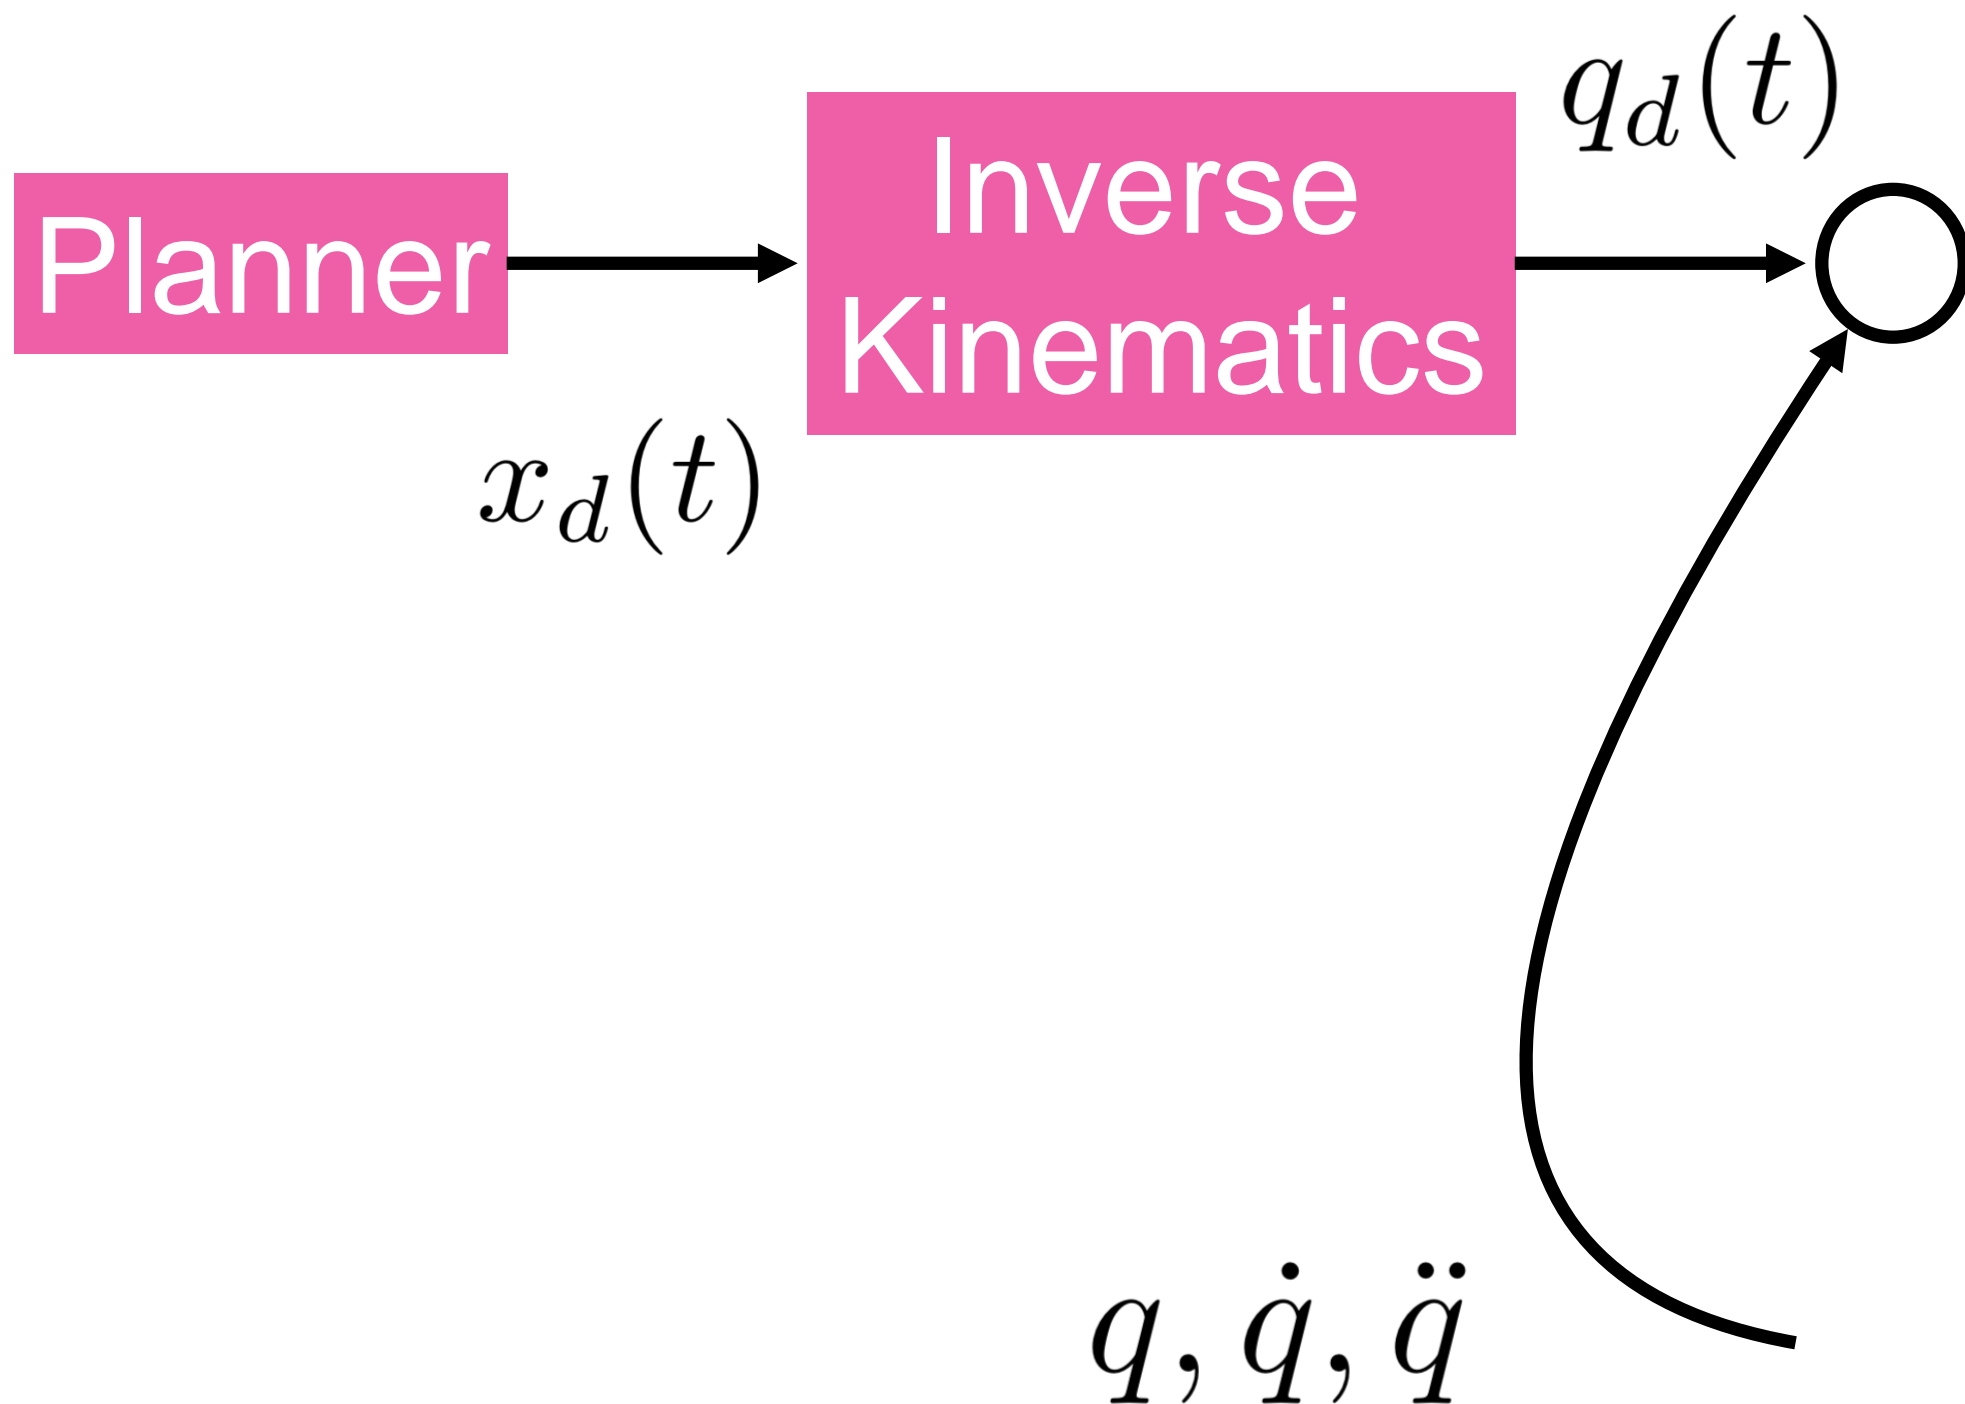 Planner
Inverse
Kinematics
q_d(t)
x_d(t)
q, q̇, q̈